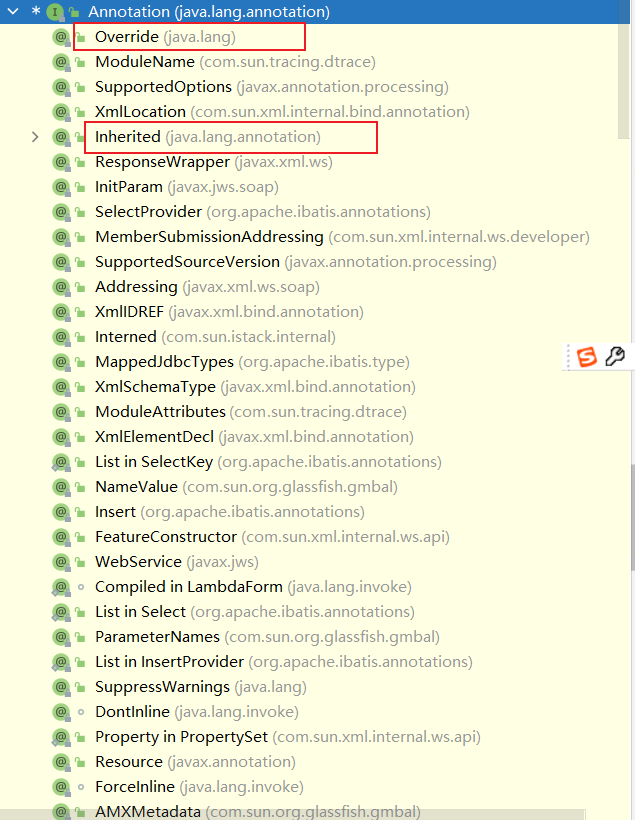 Annotation (java.lang.annotation)
Override (java.lang)
ModuleName (com.sun.tracing.dtrace)
SupportedOptions (javax.annotation.processing)
XmlLocation (com.sun.xml.internal.bind.annotation)
Inherited (java.lang.annotation)
ResponseWrapper (javax.xml.ws)
InitParam (javax.jws.soap)
SelectProvider (org.apache.ibatis.annotations)
MemberSubmissionAddressing (com.sun.xml.internal.ws.developer)
SupportedSourceVersion (javax.annotation.processing)
Addressing (javax.xml.ws.soap)
XmlIDREF (javax.xml.bind.annotation)
Interned (com.sun.istack.internal)
MappedJdbcTypes (org.apache.ibatis.type)
XmlSchemaType (javax.xml.bind.annotation)
ModuleAttributes (com.sun.tracing.dtrace)
XmlElementDecl (javax.xml.bind.annotation)
List in SelectKey (org.apache.ibatis.annotations)
NameValue (com.sun.org.glassfish.gmbal)
Insert (org.apache.ibatis.annotations)
FeatureConstructor (com.sun.xml.internal.ws.api)
WebService (javax.jws)
Compiled in LambdaForm (java.lang.invoke)
List in Select (org.apache.ibatis.annotations)
ParameterNames (com.sun.org.glassfish.gmbal)
List in InsertProvider (org.apache.ibatis.annotations)
SuppressWarnings (java.lang)
DontInline (java.lang.invoke)
Property in PropertySet (com.sun.xml.internal.ws.api)
Resource (javax.annotation)
ForceInline (java.lang.invoke)
AMXMetadata (com.sun.org.glassfish.gmbal)